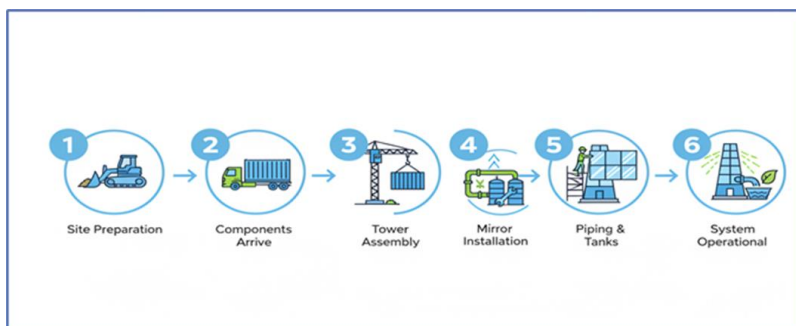 1
2
3
4
5
6
Site Preparation
Components
Arrive
Tower
Assembly
Mirror
Installation
Piping &
Tanks
System
Operational